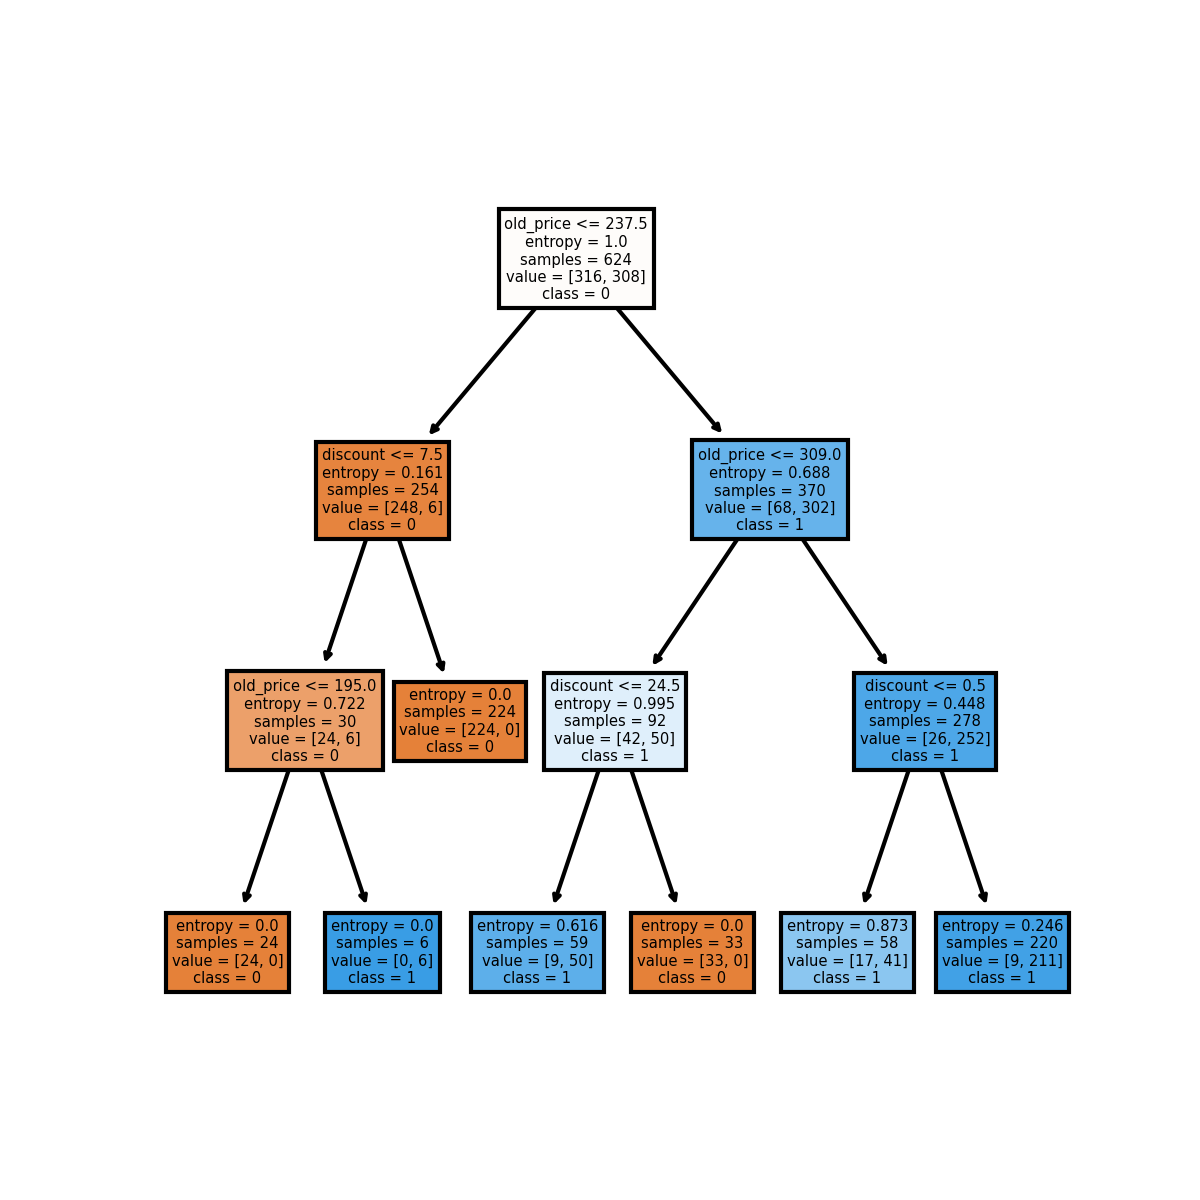 old_price <= 237.5
entropy = 1.0
samples = 624
value = [316, 308]
class = 0
discount <= 7.5
entropy = 0.161
samples = 254
value = [248, 6]
class = 0
old_price <= 309.0
entropy = 0.688
samples = 370
value = [68, 302]
class = 1
old_price <= 195.0
entropy = 0.722
samples = 30
value = [24, 6]
class = 0
entropy = 0.0
samples = 224
value = [224, 0]
class = 0
discount <= 24.5
entropy = 0.995
samples = 92
value = [42, 50]
class = 1
discount <= 0.5
entropy = 0.448
samples = 278
value = [26, 252]
class = 1
entropy = 0.0
samples = 24
value = [24, 0]
class = 0
entropy = 0.0
samples = 6
value = [0, 6]
class = 1
entropy = 0.616
samples = 59
value = [9, 50]
class = 1
entropy = 0.0
samples = 33
value = [33, 0]
class = 0
entropy = 0.873
samples = 58
value = [17, 41]
class = 1
entropy = 0.246
samples = 220
value = [9, 211]
class = 1